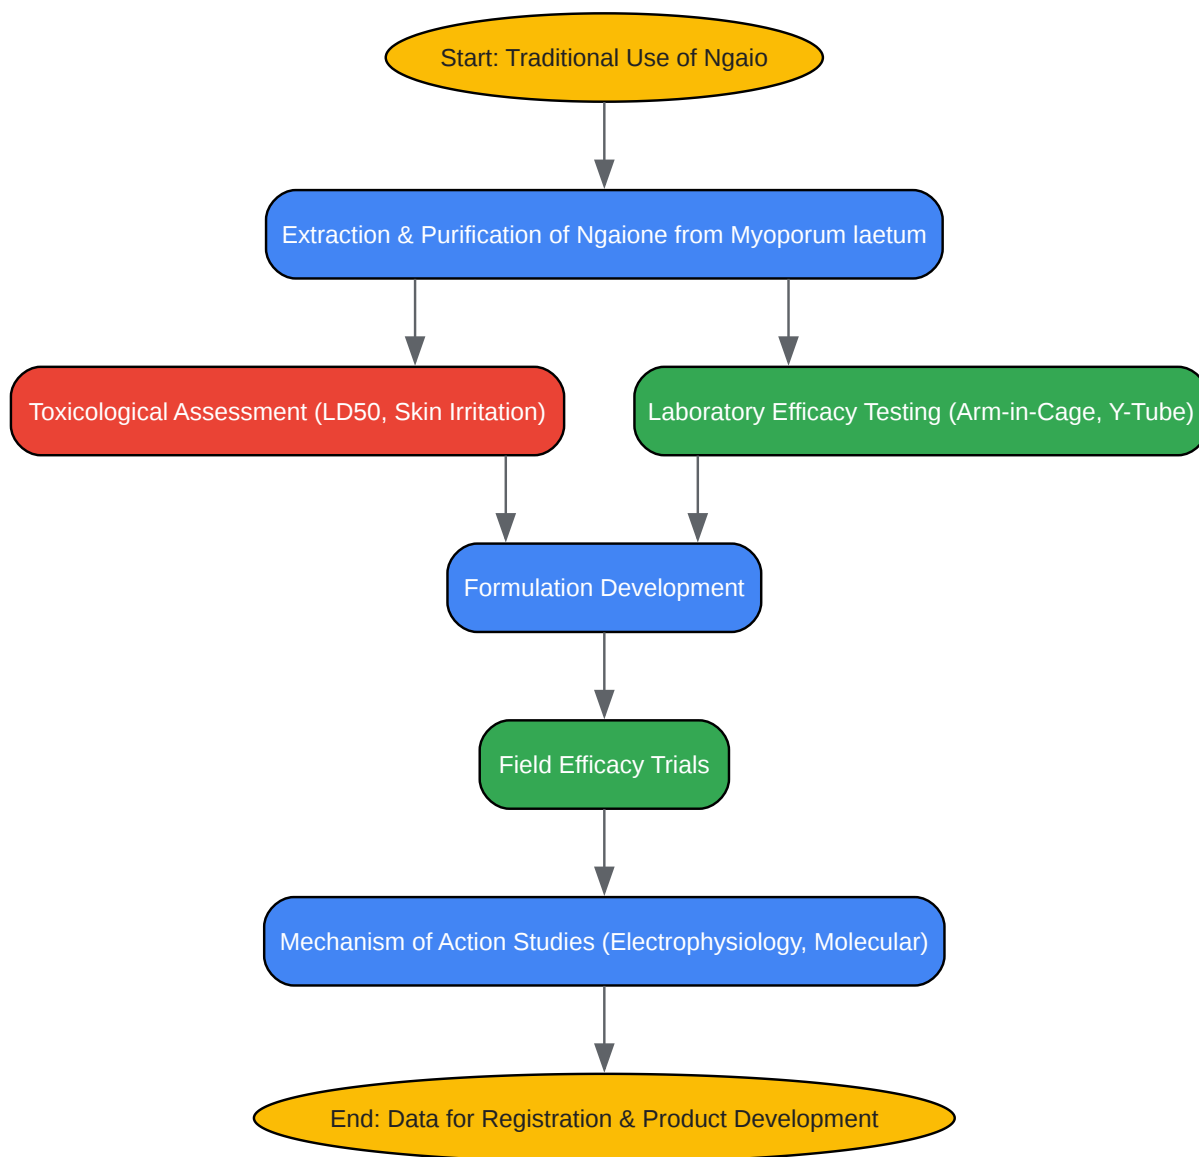 Start: Traditional Use of Ngaio
Extraction & Purification of Ngaione from Myoporum laetum
Toxicological Assessment (LD50, Skin Irritation)
Laboratory Efficacy Testing (Arm-in-Cage, Y-Tube)
Formulation Development
Field Efficacy Trials
Mechanism of Action Studies (Electrophysiology, Molecular)
End: Data for Registration & Product Development